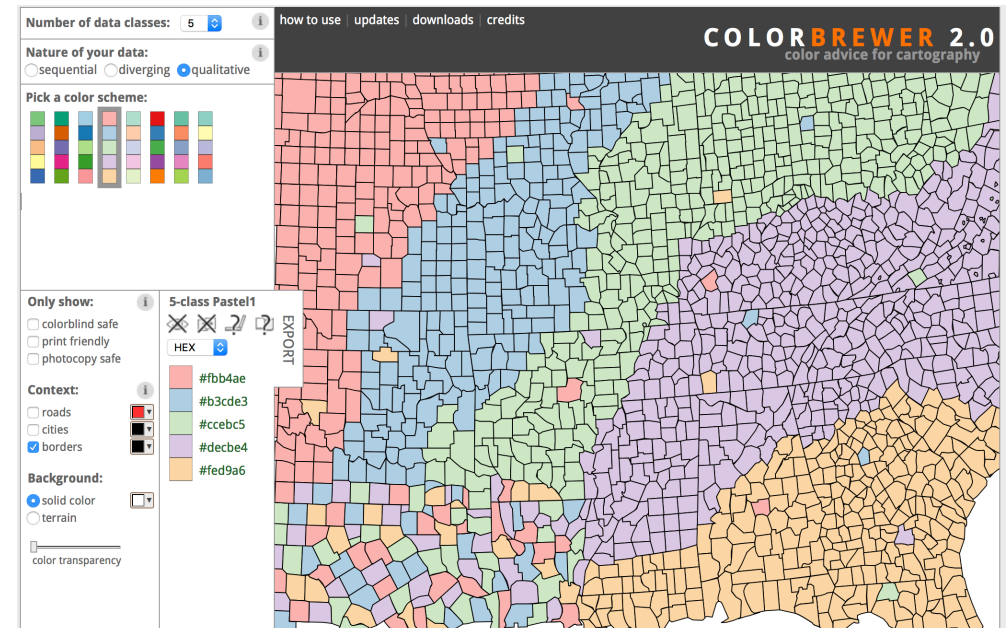 Number of data classes: 5 i
how to use | updates | downloads | credits
COLORBREWER 2.0
color advice for cartography
Nature of your data: i
sequential diverging qualitative
Pick a color scheme:
Only show: i
colorblind safe
print friendly
photocopy safe
Context: i
roads
cities
borders
Background:
solid color
terrain
color transparency
5-class Pastel1
EXPORT
HEX
#fbb4ae
#b3cde3
#ccebc5
#decbe4
#fed9a6